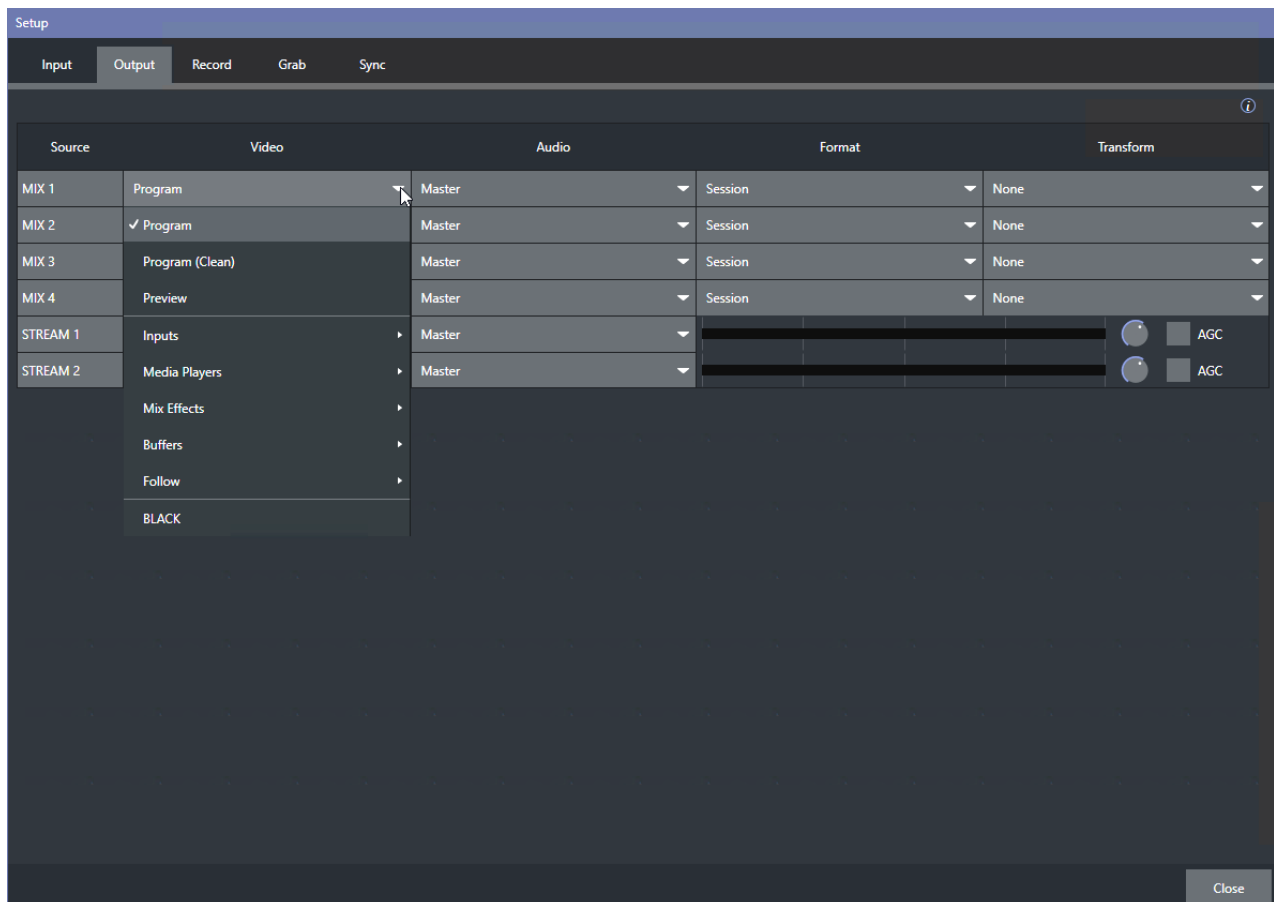 Setup
Input Output Record Grab Sync
i
Source Video Audio Format Transform
MIX 1 Program Master Session None
MIX 2 ✓ Program Master Session None
MIX 3 Program (Clean) Master Session None
MIX 4 Preview Master Session None
STREAM 1 Inputs Master AGC
STREAM 2 Media Players Master AGC
Mix Effects
Buffers
Follow
BLACK
Close